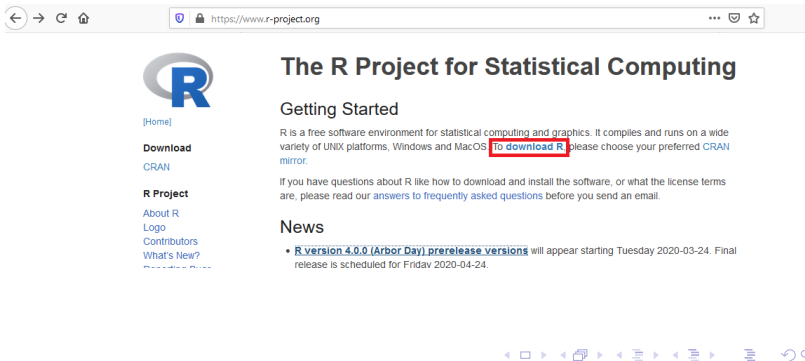 https://www.r-project.org
R
The R Project for Statistical Computing
[Home]
Download
CRAN
R Project
About R
Logo
Contributors
What's New?
Reporting Bugs
Getting Started
R is a free software environment for statistical computing and graphics. It compiles and runs on a wide
variety of UNIX platforms, Windows and MacOS. To download R, please choose your preferred CRAN
mirror.
If you have questions about R like how to download and install the software, or what the license terms
are, please read our answers to frequently asked questions before you send an email.
News
• R version 4.0.0 (Arbor Day) prerelease versions will appear starting Tuesday 2020-03-24. Final
release is scheduled for Friday 2020-04-24.